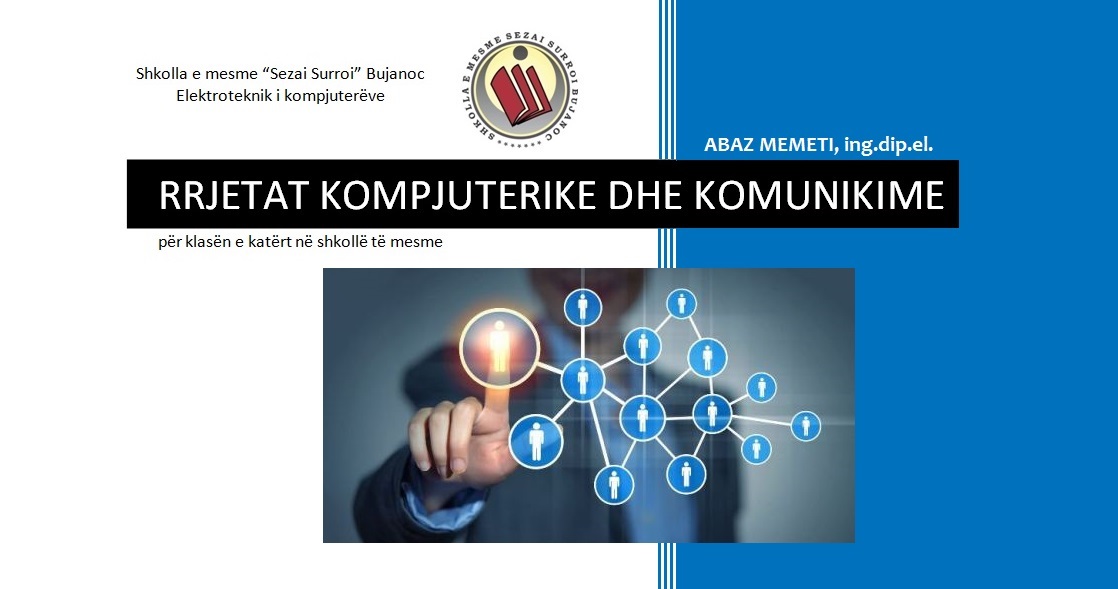 Shkolla e mesme “Sezai Surroi” Bujanoc
Elektroteknik i kompjuterëve
SHKOLLA E MESME SEZAI SURROI BUJANOC
ABAZ MEMETI, ing.dip.el.
RRJETAT KOMPJUTERIKE DHE KOMUNIKIME
për klasën e katërt në shkollë të mesme